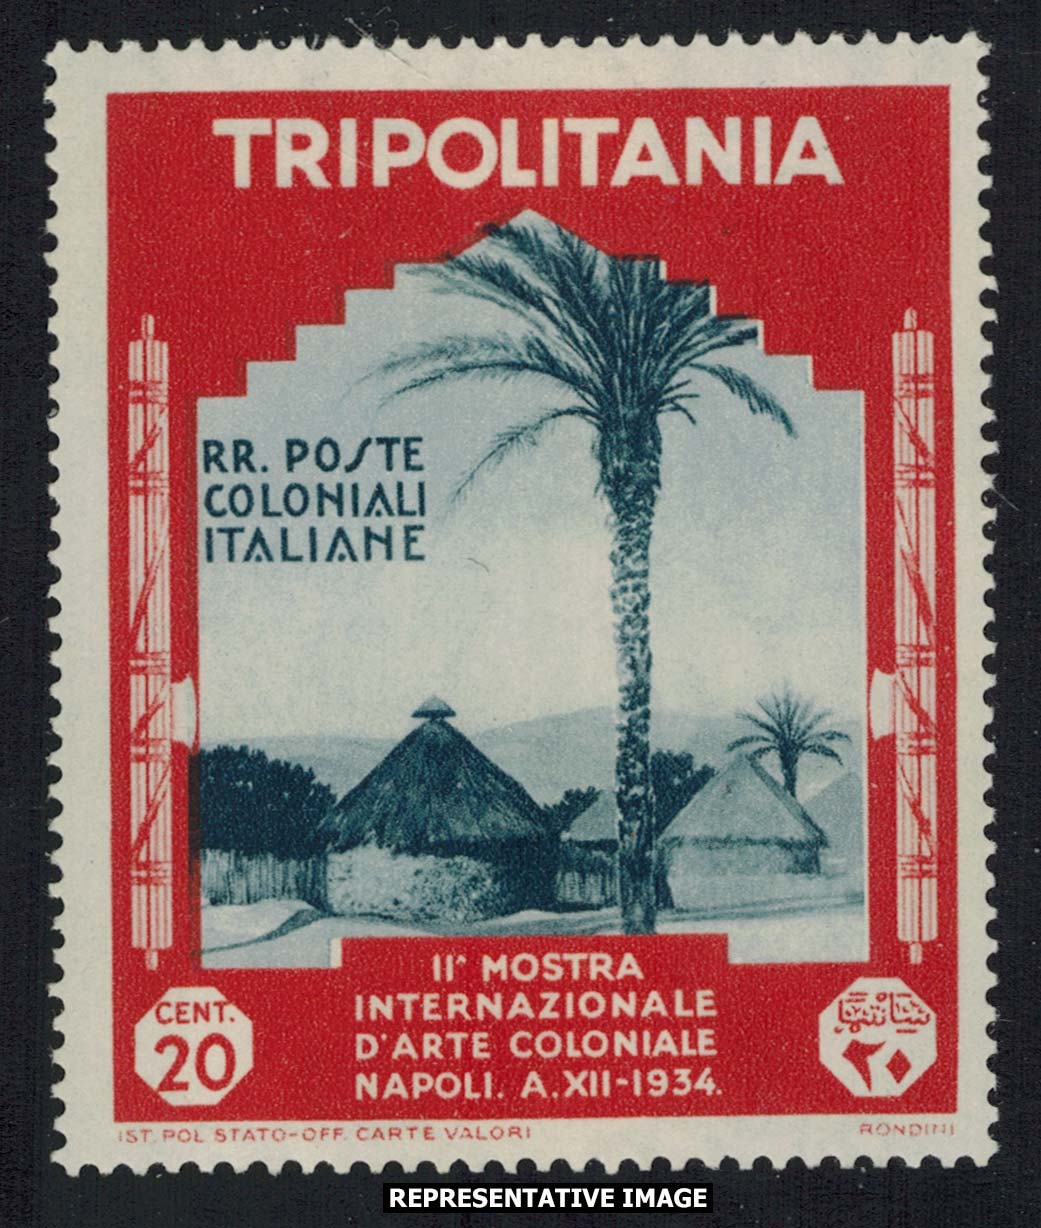 TRIPOLITANIA
RR. POSTE
COLONIALI
ITALIANE
IIᴬ MOSTRA
INTERNAZIONALE
D'ARTE COLONIALE
NAPOLI. A.XII-1934.
CENT.
20
٢٠
IST. POL STATO-OFF. CARTE VALORI
RONDINI
REPRESENTATIVE IMAGE